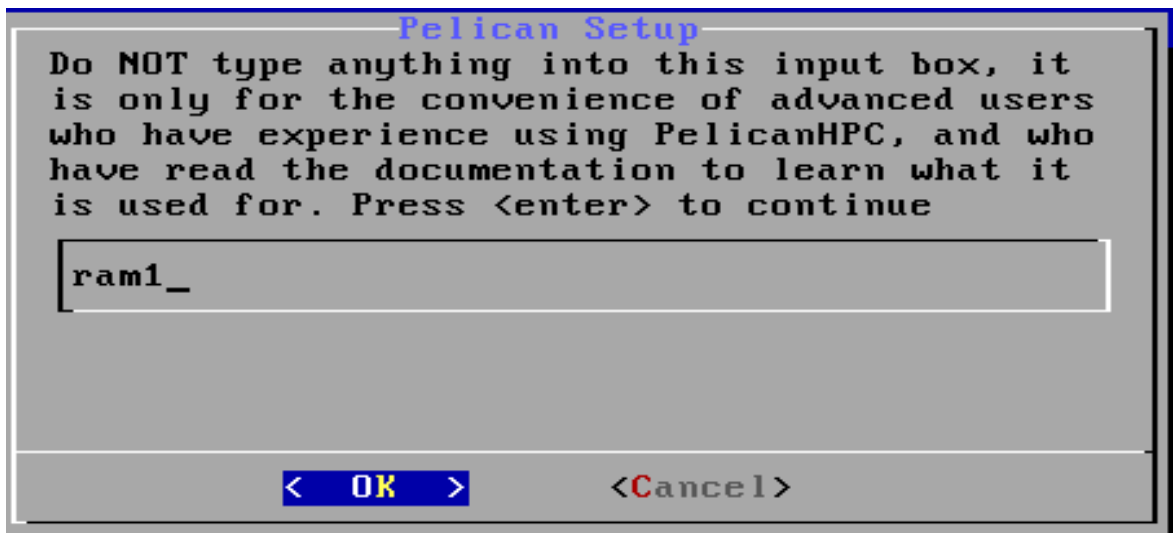 Pelican Setup
Do NOT type anything into this input box, it
is only for the convenience of advanced users
who have experience using PelicanHPC, and who
have read the documentation to learn what it
is used for. Press <enter> to continue
ram1_
< OK > <Cancel>